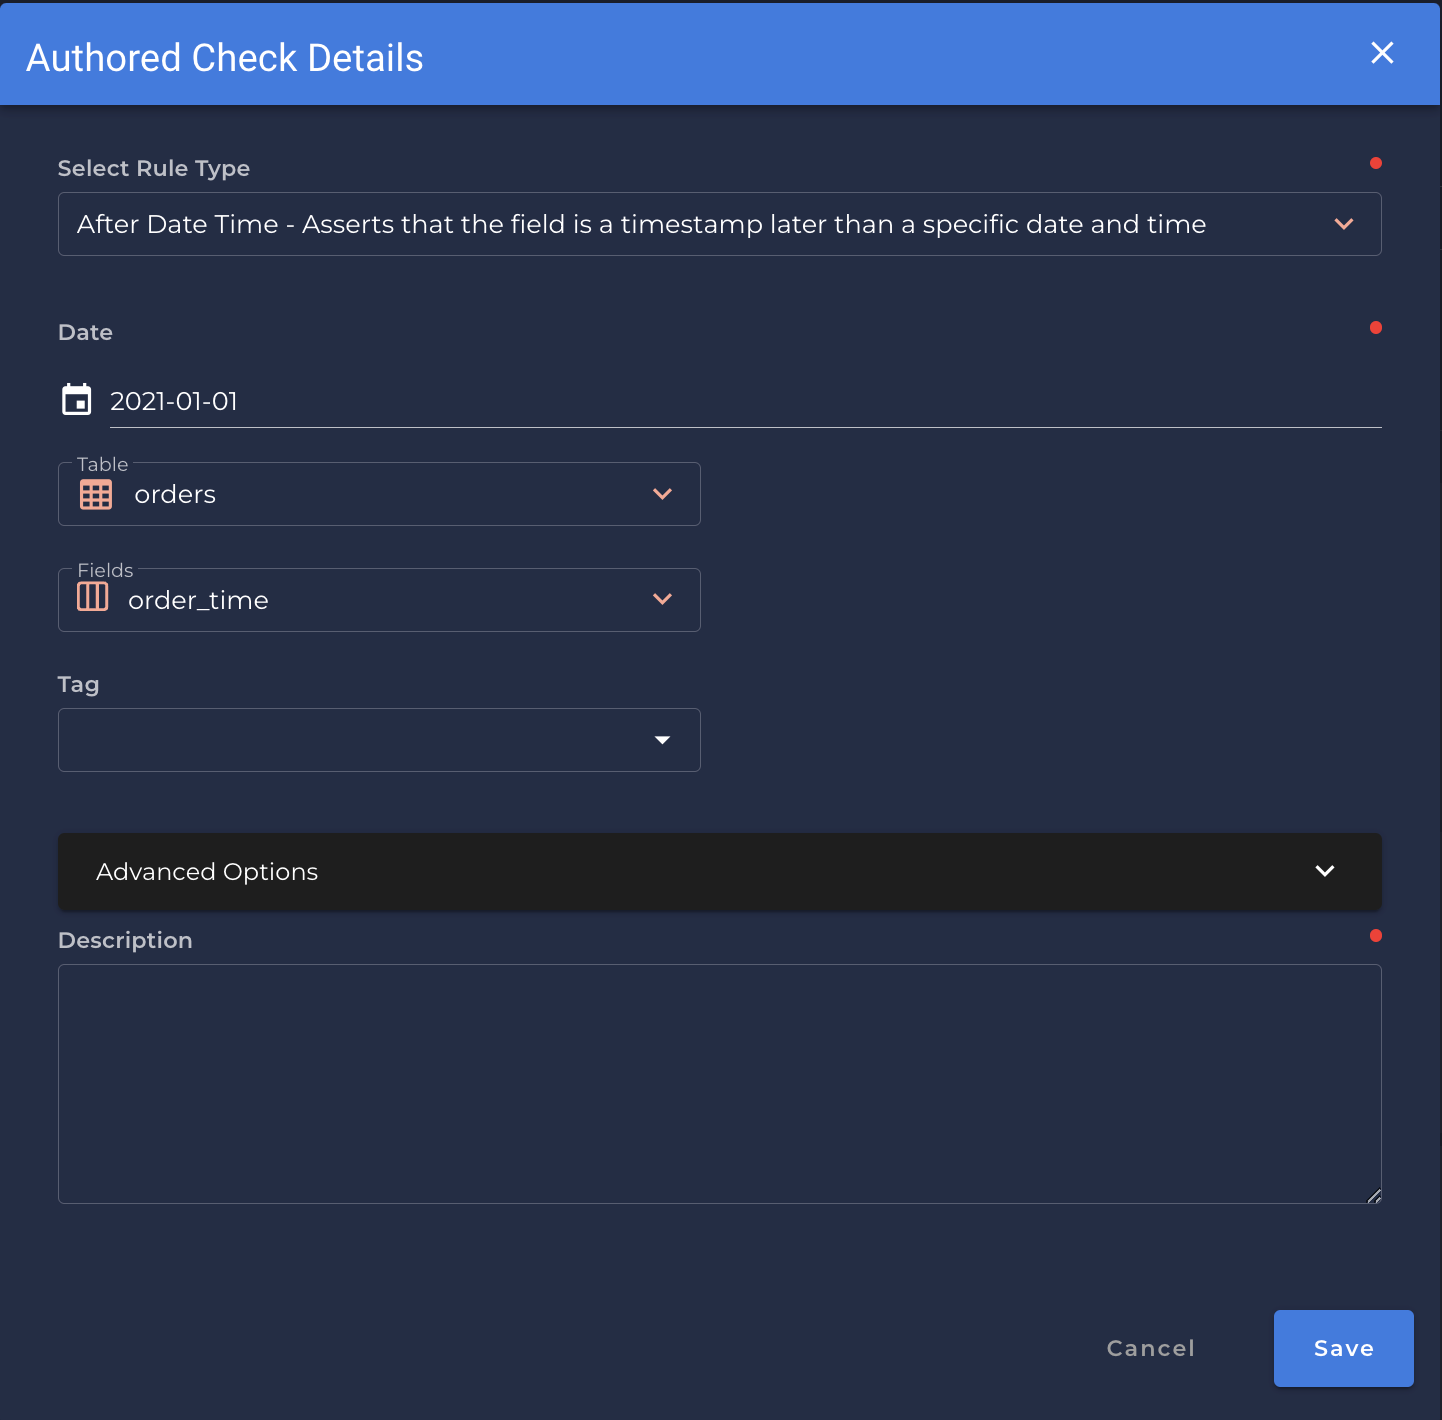 Authored Check Details
Select Rule Type
After Date Time - Asserts that the field is a timestamp later than a specific date and time
Date
2021-01-01
Table
orders
Fields
order_time
Tag
Advanced Options
Description
Cancel
Save